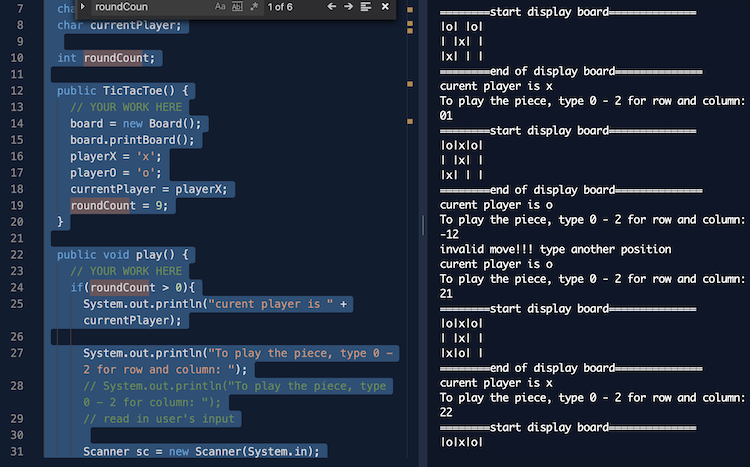 roundCoun
Aa Abl .* 1 of 6
7 cha
8 char currentPlayer;
9
10 int roundCount;
11
12 public TicTacToe() {
13 // YOUR WORK HERE
14 board = new Board();
15 board.printBoard();
16 playerX = 'x';
17 playerO = 'o';
18 currentPlayer = playerX;
19 roundCount = 9;
20 }
21
22 public void play() {
23 // YOUR WORK HERE
24 if(roundCount > 0){
25 System.out.println("curent player is " +
currentPlayer);
26
27 System.out.println("To play the piece, type 0 -
2 for row and column: ");
28 // System.out.println("To play the piece, type
0 - 2 for column: ");
29 // read in user's input
30
31 Scanner sc = new Scanner(System.in);
========start display board==============
|o| |o|
| |x| |
|x| | |
========end of display board==============
curent player is x
To play the piece, type 0 - 2 for row and column:
01
========start display board==============
|o|x|o|
| |x| |
|x| | |
========end of display board==============
curent player is o
To play the piece, type 0 - 2 for row and column:
-12
invalid move!!! type another position
curent player is o
To play the piece, type 0 - 2 for row and column:
21
========start display board==============
|o|x|o|
| |x| |
|x|o| |
========end of display board==============
curent player is x
To play the piece, type 0 - 2 for row and column:
22
========start display board==============
|o|x|o|